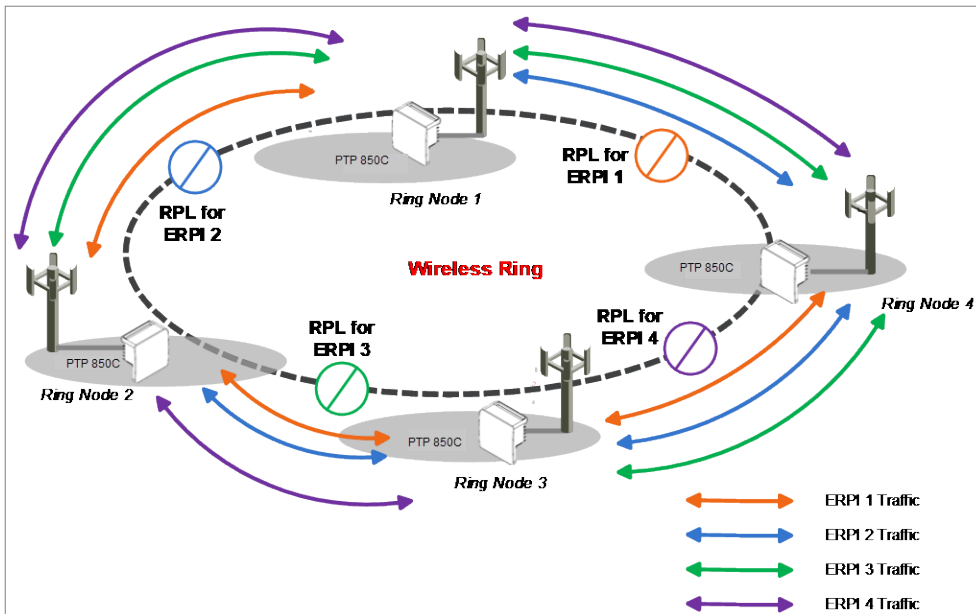 PTP 850C
Ring Node 1
RPL for
ERPI 1
RPL for
ERPI 2
Wireless Ring
PTP 850C
Ring Node 4
RPL for
ERPI 3
RPL for
ERPI 4
PTP 850C
Ring Node 2
PTP 850C
Ring Node 3
ERPI 1 Traffic
ERPI 2 Traffic
ERPI 3 Traffic
ERPI 4 Traffic